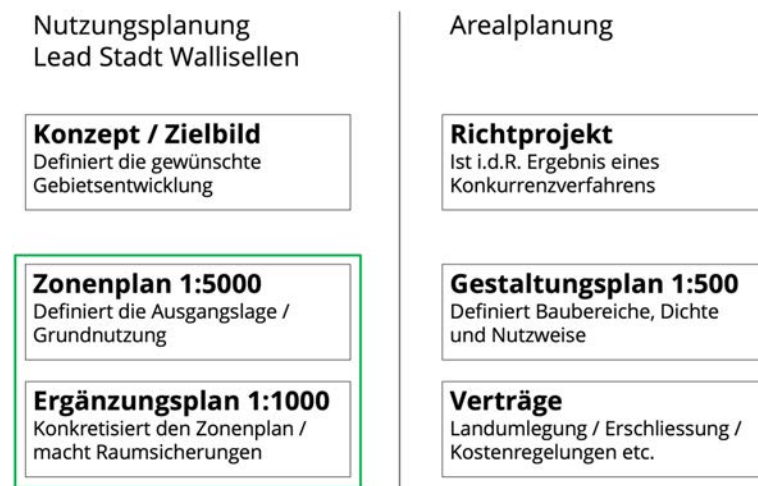 Nutzungsplanung
Lead Stadt Wallisellen
Konzept / Zielbild
Definiert die gewünschte
Gebietsentwicklung
Zonenplan 1:5000
Definiert die Ausgangslage /
Grundnutzung
Ergänzungsplan 1:1000
Konkretisiert den Zonenplan /
macht Raumsicherungen
Arealplanung
Richtprojekt
Ist i.d.R. Ergebnis eines
Konkurrenzverfahrens
Gestaltungsplan 1:500
Definiert Baubereiche, Dichte
und Nutzweise
Verträge
Landumlegung / Erschliessung /
Kostenregelungen etc.